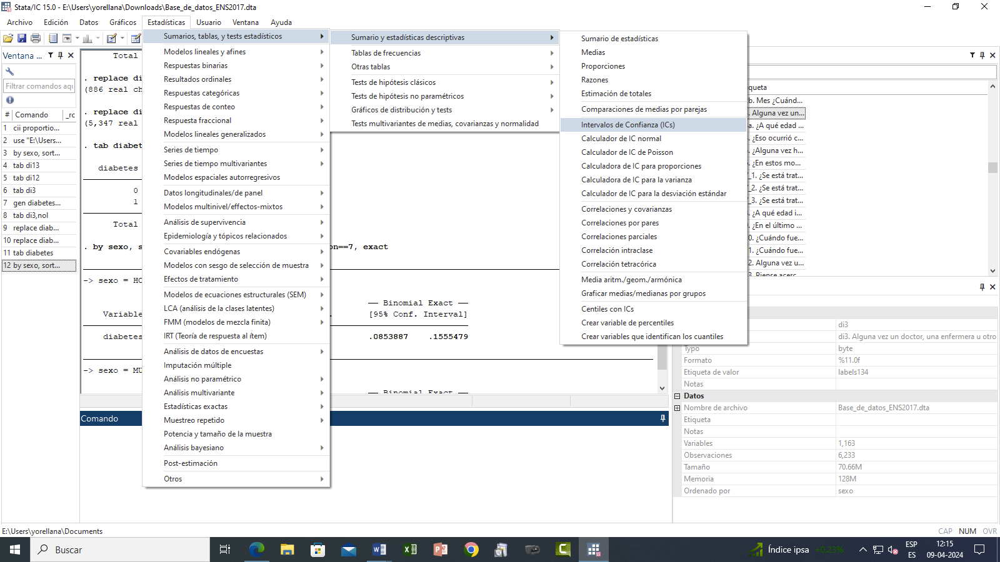 Stata/IC 15.0 - E:\Users\yorellana\Downloads\Base_de_datos_ENS2017.dta
Archivo Edición Datos Gráficos Estadísticas Usuario Ventana Ayuda
Ventana ...
Filtrar comandos aqu
# Comando _rc
1 cii proportio...
2 use "E:\Users...
3 by sexo, sort...
4 tab di13
5 tab di12
6 tab di3
7 gen diabetes...
8 tab di3,nol
9 replace diab...
10 replace diab...
11 tab diabetes
12 by sexo, sort...
Total
. replace di
(886 real ch
. replace di
(5,347 real
. tab diabet
diabetes
0
1
Total
. by sexo, s
on==7, exact
-> sexo = HO
— Binomial Exact —
Variable
[95% Conf. Interval]
diabetes
.0853887 .1555479
-> sexo = MU
— Binomial Exact —
Comando
Sumarios, tablas, y tests estadísticos
Modelos lineales y afines
Respuestas binarias
Resultados ordinales
Respuestas categóricas
Respuestas de conteo
Respuesta fraccional
Modelos lineales generalizados
Series de tiempo
Series de tiempo multivariantes
Modelos espaciales autorregresivos
Datos longitudinales/de panel
Modelos multinivel/effectos-mixtos
Análisis de supervivencia
Epidemiología y tópicos relacionados
Covariables endógenas
Modelos con sesgo de selección de muestra
Efectos de tratamiento
Modelos de ecuaciones estructurales (SEM)
LCA (análisis de la clases latentes)
FMM (modelos de mezcla finita)
IRT (Teoría de respuesta al ítem)
Análisis de datos de encuestas
Imputación múltiple
Análisis no paramétrico
Análisis multivariante
Estadísticas exactas
Muestreo repetido
Potencia y tamaño de la muestra
Análisis bayesiano
Post-estimación
Otros
Sumario y estadísticas descriptivas
Tablas de frecuencias
Otras tablas
Tests de hipótesis clásicos
Tests de hipótesis no paramétricos
Gráficos de distribución y tests
Tests multivariantes de medias, covarianzas y normalidad
Sumario de estadísticas
Medias
Proporciones
Razones
Estimación de totales
Comparaciones de medias por parejas
Intervalos de Confianza (ICs)
Calculador de IC normal
Calculador de IC de Poisson
Calculadora de IC para proporciones
Calculadora de IC para la varianza
Calculador de IC para la desviación estándar
Correlaciones y covarianzas
Correlaciones por pares
Correlaciones parciales
Correlación intraclase
Correlación tetracórica
Media aritm./geom./armónica
Graficar medias/medianas por grupos
Centiles con ICs
Crear variable de percentiles
Crear variables que identifican los cuantiles
queta
b. Mes ¿Cuánd...
. Alguna vez un...
a. ¿A qué edad ...
. ¿Eso ocurrió c...
. ¿Alguna vez h...
. ¿En estos mo...
_1. ¿Se está trat...
_2. ¿Se está trat...
_3. ¿Se está trat...
. ¿A qué edad i...
. ¿En el último ...
0. ¿Cuándo fue...
1. ¿Cuándo fue...
2. Alguna vez u...
3. Piense acerc...
di3
di3. Alguna vez un doctor, una enfermera u otro
Tipo byte
Formato %11.0f
Etiqueta de valor labels134
Notas
Datos
Nombre de archivo Base_de_datos_ENS2017.dta
Etiqueta
Notas
Variables 1,163
Observaciones 6,233
Tamaño 70.66M
Memoria 128M
Ordenado por sexo
E:\Users\yorellana\Documents
CAP NUM OVR
Buscar
Índice ipsa +0,23%
ESP
ES
12:15
09-04-2024